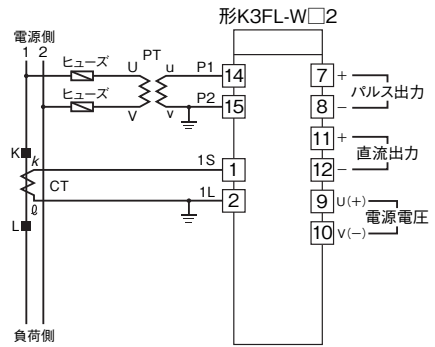 形K3FL-W□2
電源側
1 2
ヒューズ
PT
U u P1 14
ヒューズ
V v P2 15
7 +
パルス出力
8 −
11 +
直流出力
12 −
K k
1S 1
CT
1L 2
L ℓ
9 U(+)
電源電圧
10 V(−)
負荷側